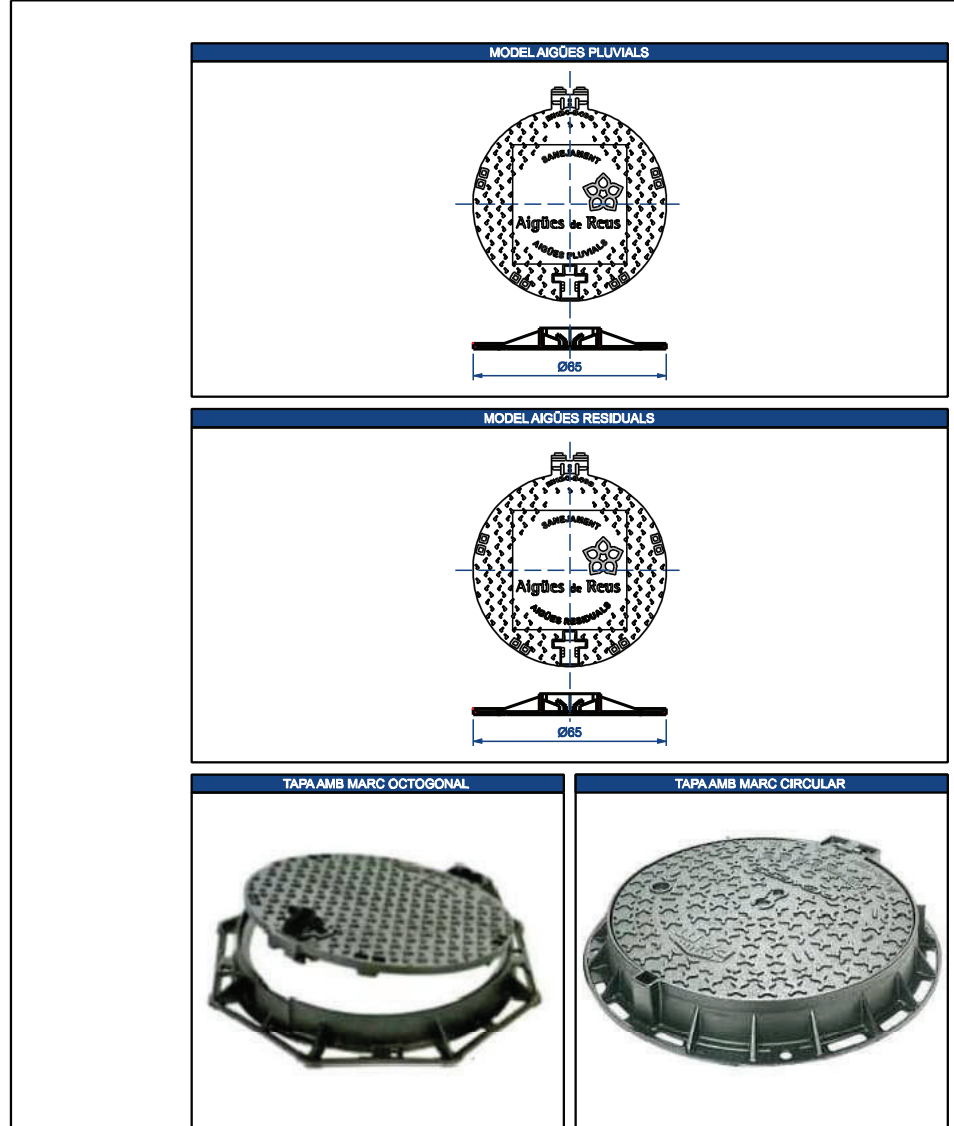 MODEL AIGÜES PLUVIALS
SANEJAMENT
Aigües de Reus
AIGÜES PLUVIALS
Ø65
MODEL AIGÜES RESIDUALS
SANEJAMENT
Aigües de Reus
AIGÜES RESIDUALS
Ø65
TAPA AMB MARC OCTOGONAL
TAPA AMB MARC CIRCULAR